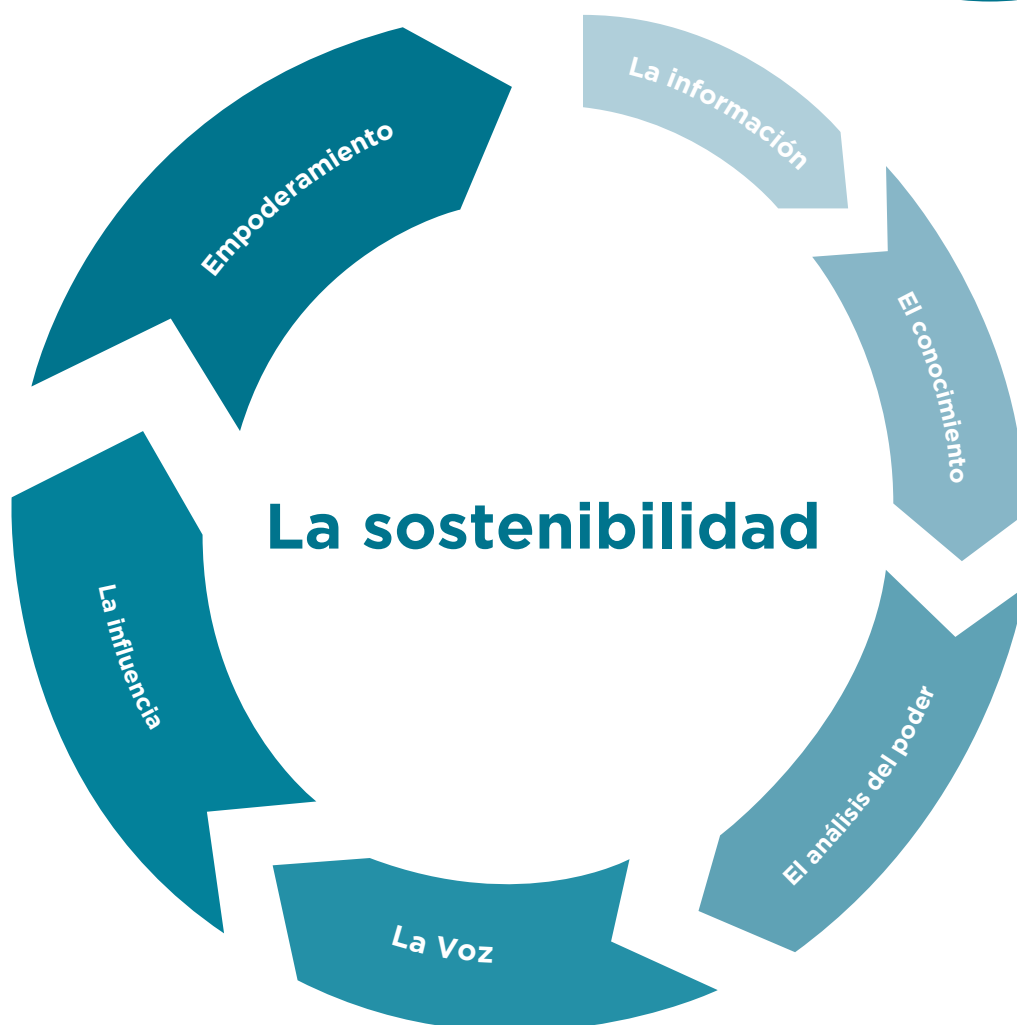 La información
El conocimiento
El análisis del poder
La Voz
La influencia
Empoderamiento
La sostenibilidad